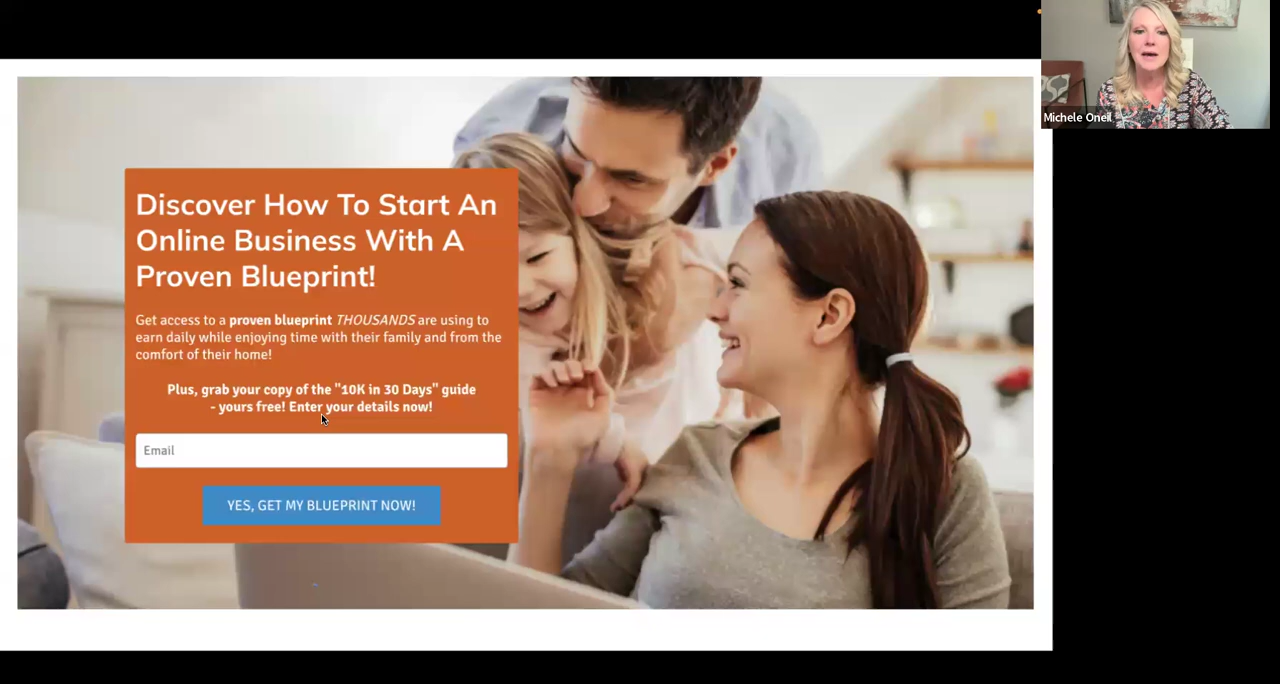 Michele Oneil
Discover How To Start An
Online Business With A
Proven Blueprint!
Get access to a proven blueprint THOUSANDS are using to
earn daily while enjoying time with their family and from the
comfort of their home!
Plus, grab your copy of the "10K in 30 Days" guide
- yours free! Enter your details now!
Email
YES, GET MY BLUEPRINT NOW!